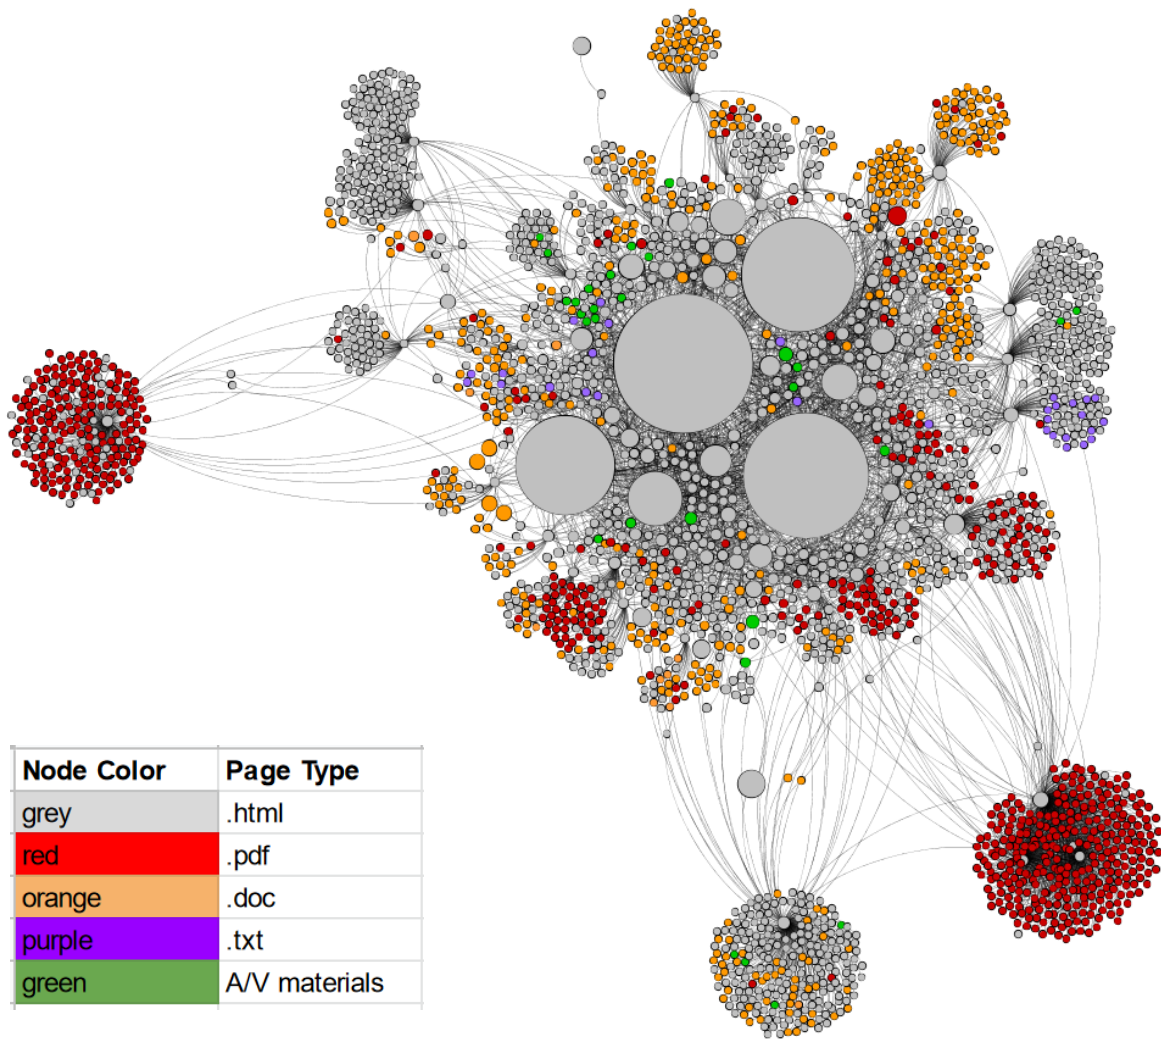 Node Color Page Type
grey .html
red .pdf
orange .doc
purple .txt
green A/V materials